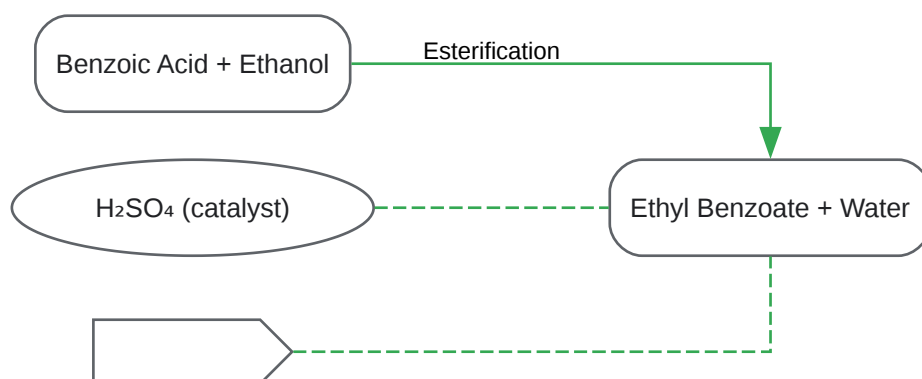 Benzoic Acid + Ethanol
Esterification
H₂SO₄ (catalyst)
Ethyl Benzoate + Water